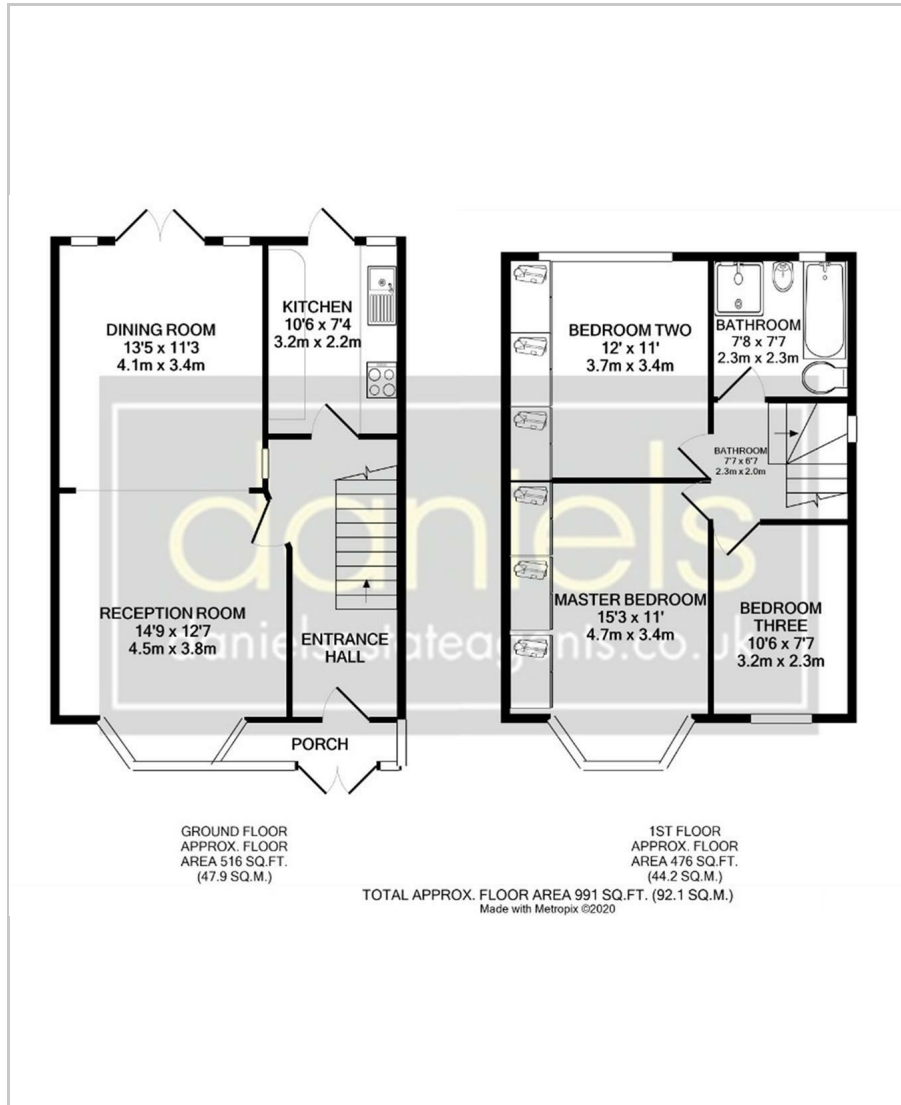 DINING ROOM
13'5 x 11'3
4.1m x 3.4m
KITCHEN
10'6 x 7'4
3.2m x 2.2m
RECEPTION ROOM
14'9 x 12'7
4.5m x 3.8m
ENTRANCE
HALL
PORCH
BEDROOM TWO
12' x 11'
3.7m x 3.4m
BATHROOM
7'8 x 7'7
2.3m x 2.3m
BATHROOM
7'7 x 6'7
2.3m x 2.0m
MASTER BEDROOM
15'3 x 11'
4.7m x 3.4m
BEDROOM
THREE
10'6 x 7'7
3.2m x 2.3m
daniels
danielsestateagents.co.uk
GROUND FLOOR
APPROX. FLOOR
AREA 516 SQ.FT.
(47.9 SQ.M.)
1ST FLOOR
APPROX. FLOOR
AREA 476 SQ.FT.
(44.2 SQ.M.)
TOTAL APPROX. FLOOR AREA 991 SQ.FT. (92.1 SQ.M.)
Made with Metropix ©2020